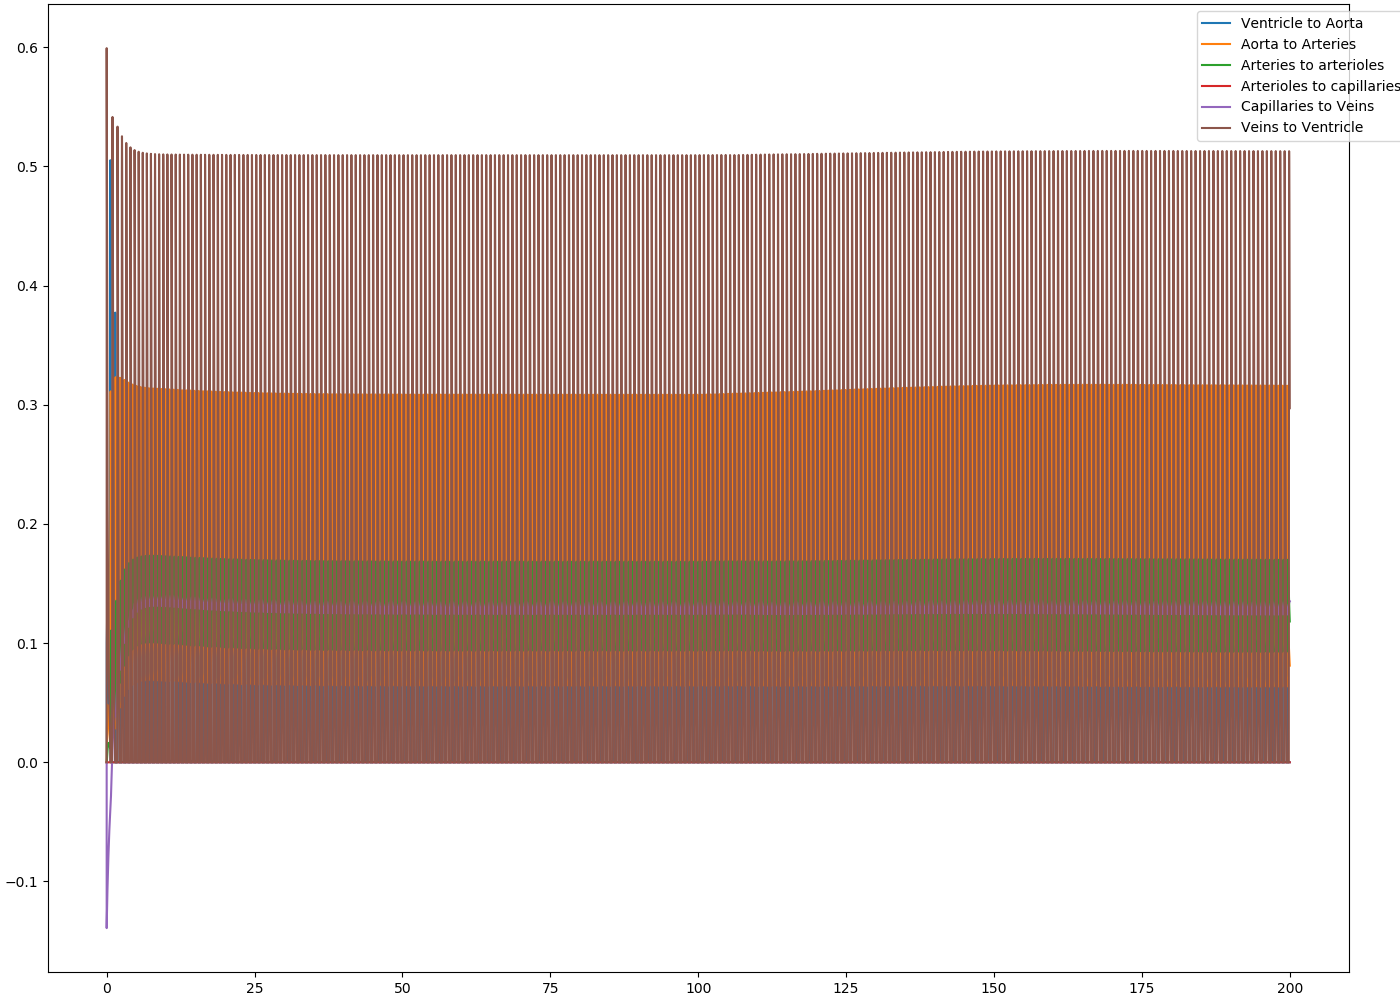 Ventricle to Aorta
Aorta to Arteries
Arteries to arterioles
Arterioles to capillaries
Capillaries to Veins
Veins to Ventricle
0.6
0.5
0.4
0.3
0.2
0.1
0.0
−0.1
0 25 50 75 100 125 150 175 200